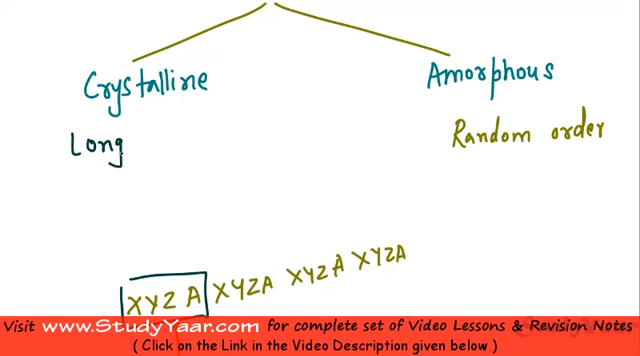 Crystalline
Amorphous
Long
Random order
XYZ A XYZA XYZA XYZA
Visit www.StudyYaar.com for complete set of Video Lessons & Revision Notes
( Click on the Link in the Video Description given below )